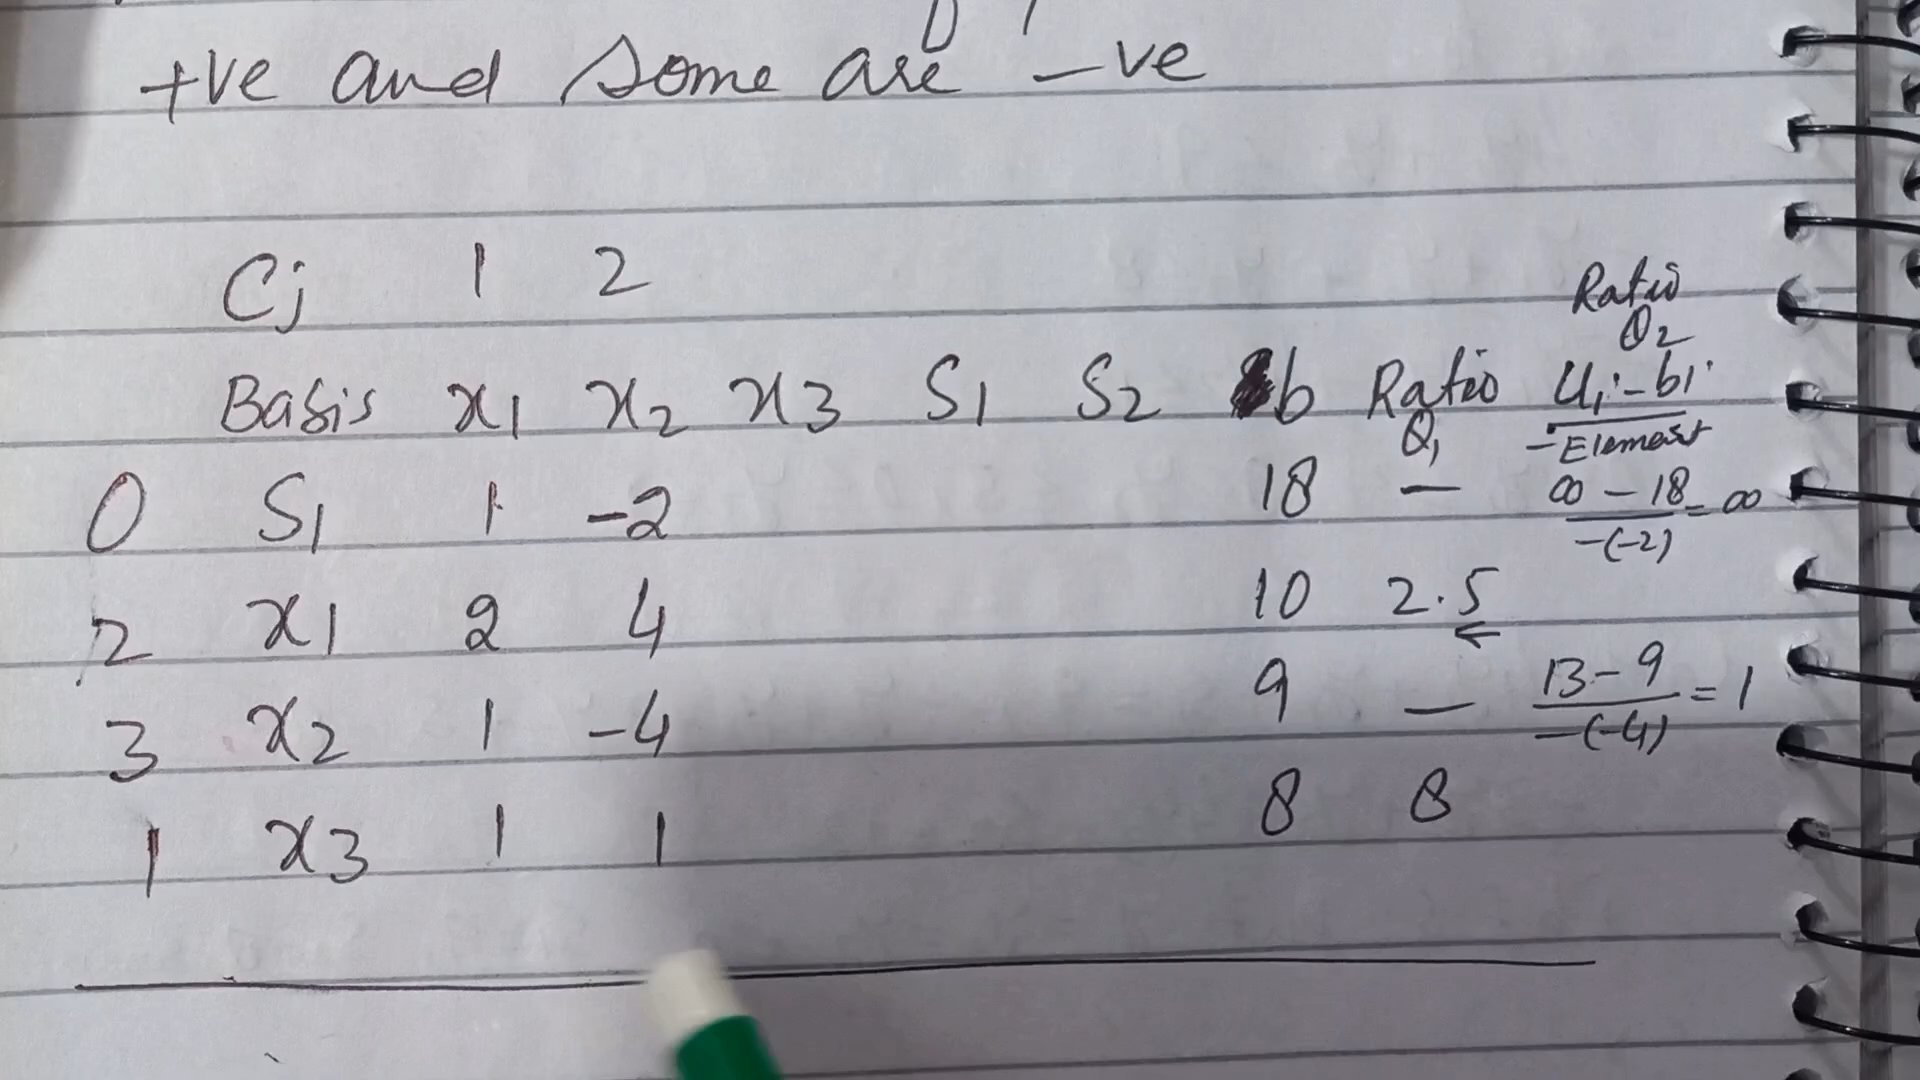 +ve and some are -ve
Cj 1 2
Ratio
θ2
Basis x1 x2 x3 S1 S2 b Ratio Ui - bi
θ1 -Element
0 S1 1 -2 18 — ∞ - 18 = ∞
-(-2)
2 x1 2 4 10 2.5
←
3 x2 1 -4 9 — 13 - 9 = 1
-(-4)
1 x3 1 1 8 8